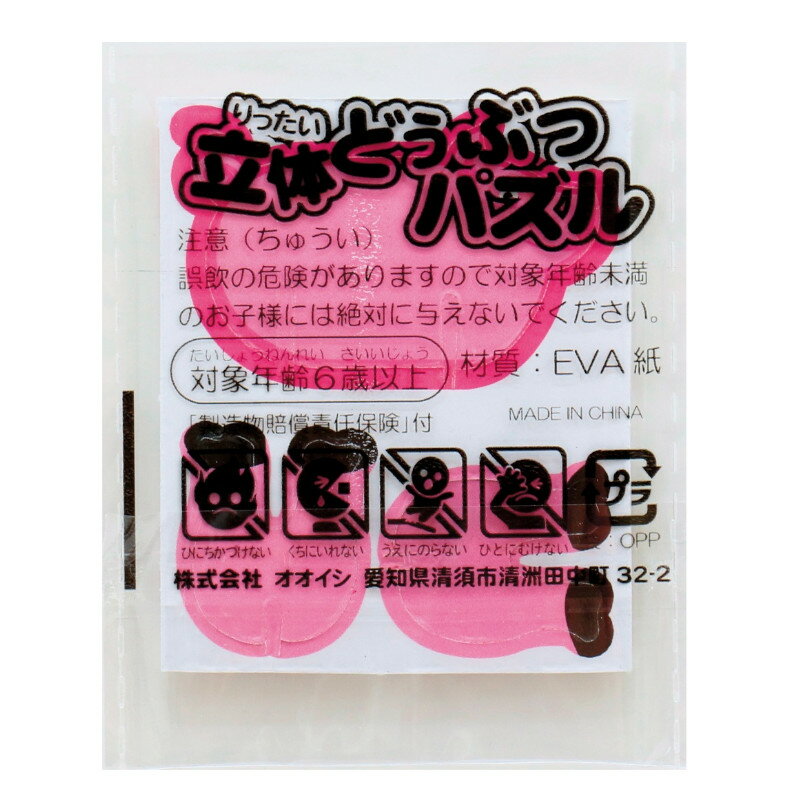 りったい
立体どうぶつ
パズル
注意(ちゅうい)
誤飲の危険がありますので対象年齢未満
のお子様には絶対に与えないでください。
たいしょうねんれい さいいじょう
対象年齢6歳以上 材質:EVA 紙
「製造物賠償責任保険」付 MADE IN CHINA
プラ
ひにちかづけない くちにいれない うえにのらない ひとにむけない : OPP
株式会社 オオイシ 愛知県清須市清洲田中町 32-2